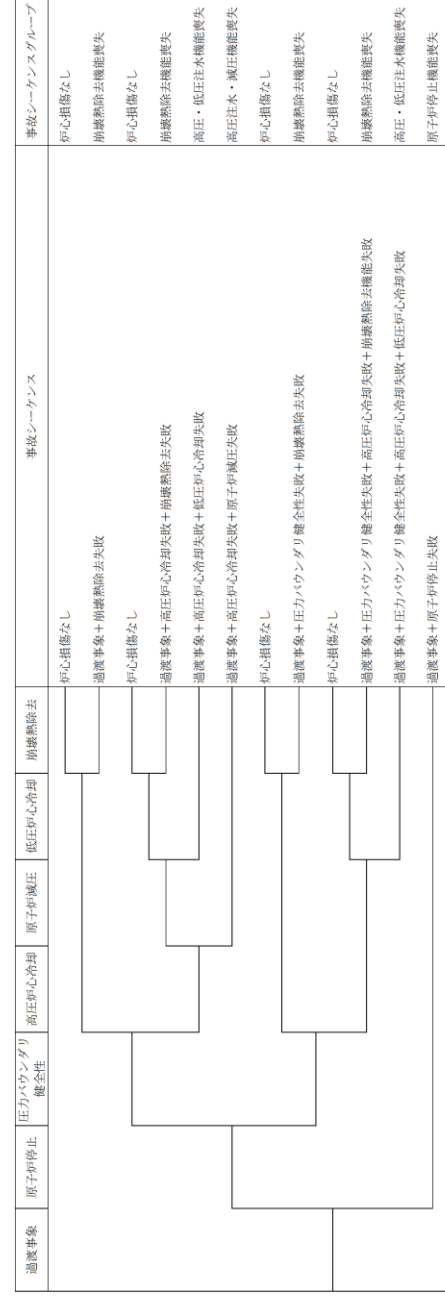 過渡事象
原子炉停止
圧力バウンダリ
健全性
高圧炉心冷却
原子炉減圧
低圧炉心冷却
崩壊熱除去
事故シーケンス
事故シーケンスグループ
炉心損傷なし
炉心損傷なし
過渡事象＋崩壊熱除去失敗
崩壊熱除去機能喪失
炉心損傷なし
炉心損傷なし
過渡事象＋高圧炉心冷却失敗＋崩壊熱除去失敗
崩壊熱除去機能喪失
過渡事象＋高圧炉心冷却失敗＋低圧炉心冷却失敗
高圧・低圧注水機能喪失
過渡事象＋高圧炉心冷却失敗＋原子炉減圧失敗
高圧注水・減圧機能喪失
炉心損傷なし
炉心損傷なし
過渡事象＋圧力バウンダリ健全性失敗＋崩壊熱除去失敗
崩壊熱除去機能喪失
炉心損傷なし
炉心損傷なし
過渡事象＋圧力バウンダリ健全性失敗＋高圧炉心冷却失敗＋崩壊熱除去機能失敗
崩壊熱除去機能喪失
過渡事象＋圧力バウンダリ健全性失敗＋高圧炉心冷却失敗＋低圧炉心冷却失敗
高圧・低圧注水機能喪失
過渡事象＋原子炉停止失敗
原子炉停止機能喪失